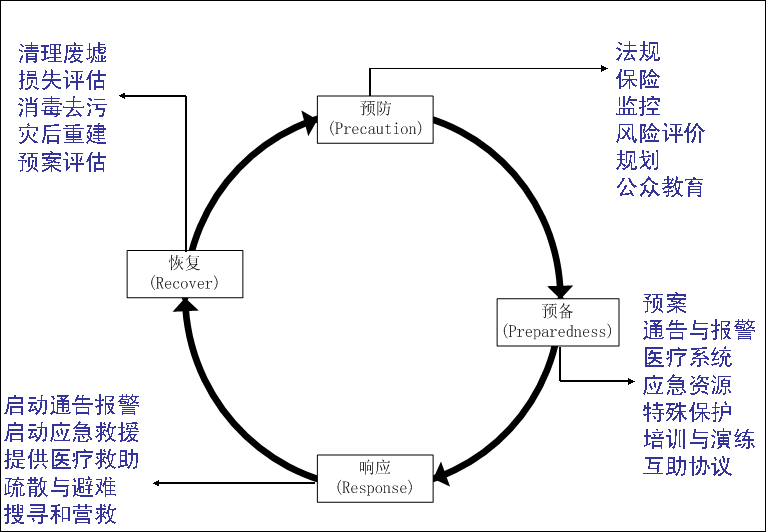 清理废墟
损失评估
消毒去污
灾后重建
预案评估
预防
(Precaution)
法规
保险
监控
风险评价
规划
公众教育
恢复
(Recover)
预备
(Preparedness)
预案
通告与报警
医疗系统
应急资源
特殊保护
培训与演练
互助协议
启动通告报警
启动应急救援
提供医疗救助
疏散与避难
搜寻和营救
响应
(Response)